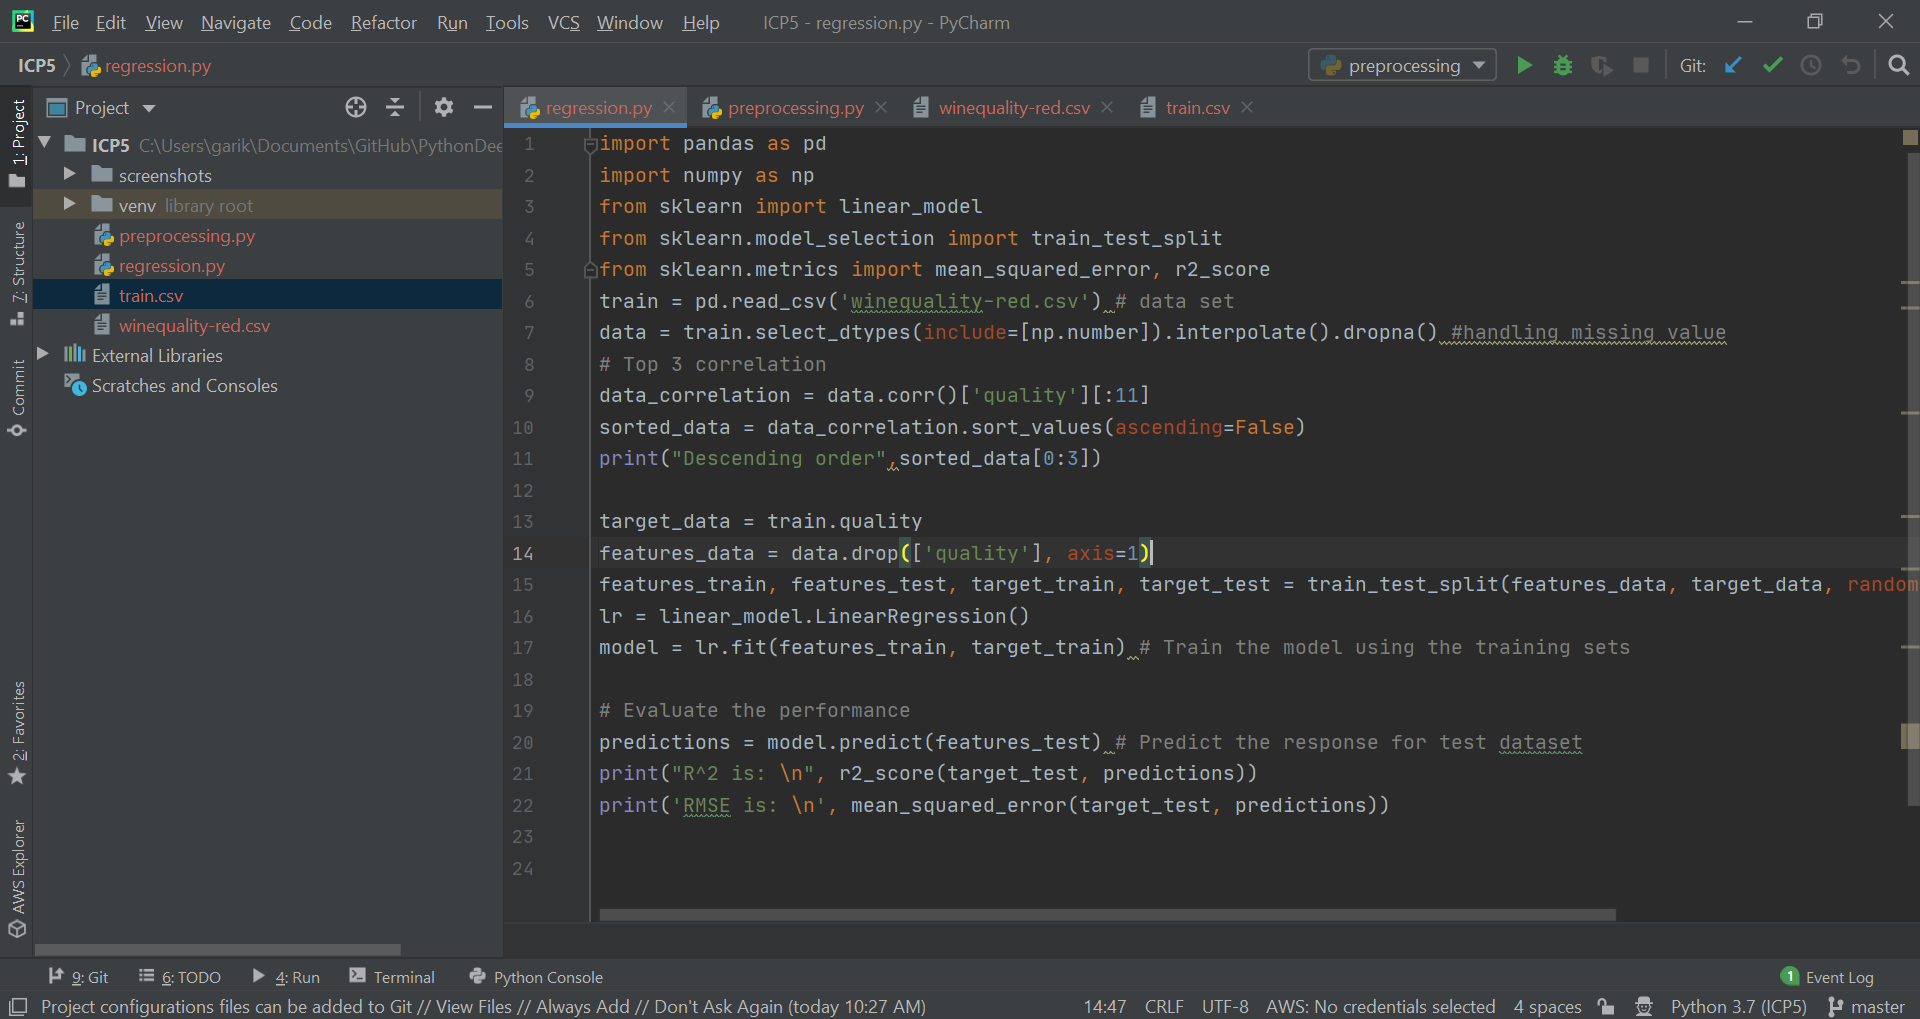 PC File Edit View Navigate Code Refactor Run Tools VCS Window Help ICP5 - regression.py - PyCharm
ICP5 regression.py preprocessing Git:
Project
regression.py preprocessing.py winequality-red.csv train.csv
1: Project
7: Structure
Commit
2: Favorites
AWS Explorer
ICP5 C:\Users\garik\Documents\GitHub\PythonDee
screenshots
venv library root
preprocessing.py
regression.py
train.csv
winequality-red.csv
External Libraries
Scratches and Consoles
1 import pandas as pd
2 import numpy as np
3 from sklearn import linear_model
4 from sklearn.model_selection import train_test_split
5 from sklearn.metrics import mean_squared_error, r2_score
6 train = pd.read_csv('winequality-red.csv') # data set
7 data = train.select_dtypes(include=[np.number]).interpolate().dropna() #handling missing value
8 # Top 3 correlation
9 data_correlation = data.corr()['quality'][:11]
10 sorted_data = data_correlation.sort_values(ascending=False)
11 print("Descending order",sorted_data[0:3])
12
13 target_data = train.quality
14 features_data = data.drop(['quality'], axis=1)
15 features_train, features_test, target_train, target_test = train_test_split(features_data, target_data, random
16 lr = linear_model.LinearRegression()
17 model = lr.fit(features_train, target_train) # Train the model using the training sets
18
19 # Evaluate the performance
20 predictions = model.predict(features_test) # Predict the response for test dataset
21 print("R^2 is: \n", r2_score(target_test, predictions))
22 print('RMSE is: \n', mean_squared_error(target_test, predictions))
23
24
9: Git 6: TODO 4: Run Terminal Python Console 1 Event Log
Project configurations files can be added to Git // View Files // Always Add // Don't Ask Again (today 10:27 AM) 14:47 CRLF UTF-8 AWS: No credentials selected 4 spaces Python 3.7 (ICP5) master